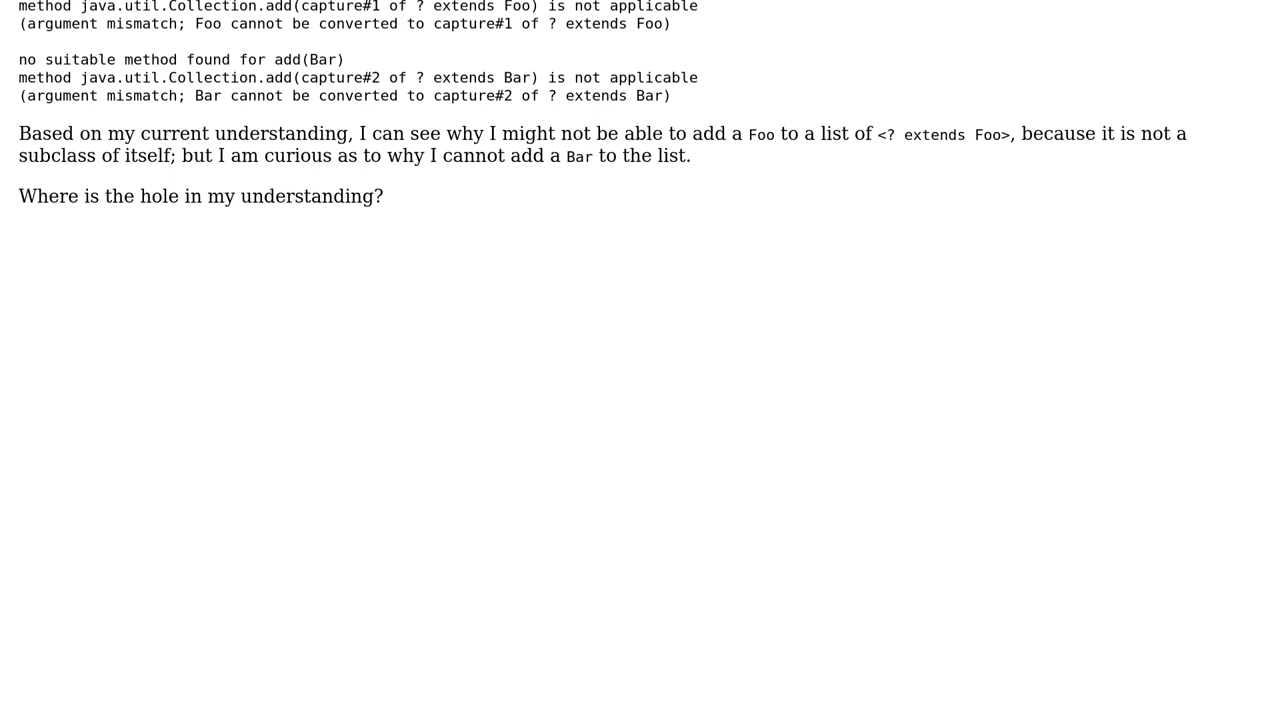 method java.util.Collection.add(capture#1 of ? extends Foo) is not applicable
(argument mismatch; Foo cannot be converted to capture#1 of ? extends Foo)
no suitable method found for add(Bar)
method java.util.Collection.add(capture#2 of ? extends Bar) is not applicable
(argument mismatch; Bar cannot be converted to capture#2 of ? extends Bar)
Based on my current understanding, I can see why I might not be able to add a Foo to a list of <? extends Foo>, because it is not a
subclass of itself; but I am curious as to why I cannot add a Bar to the list.
Where is the hole in my understanding?